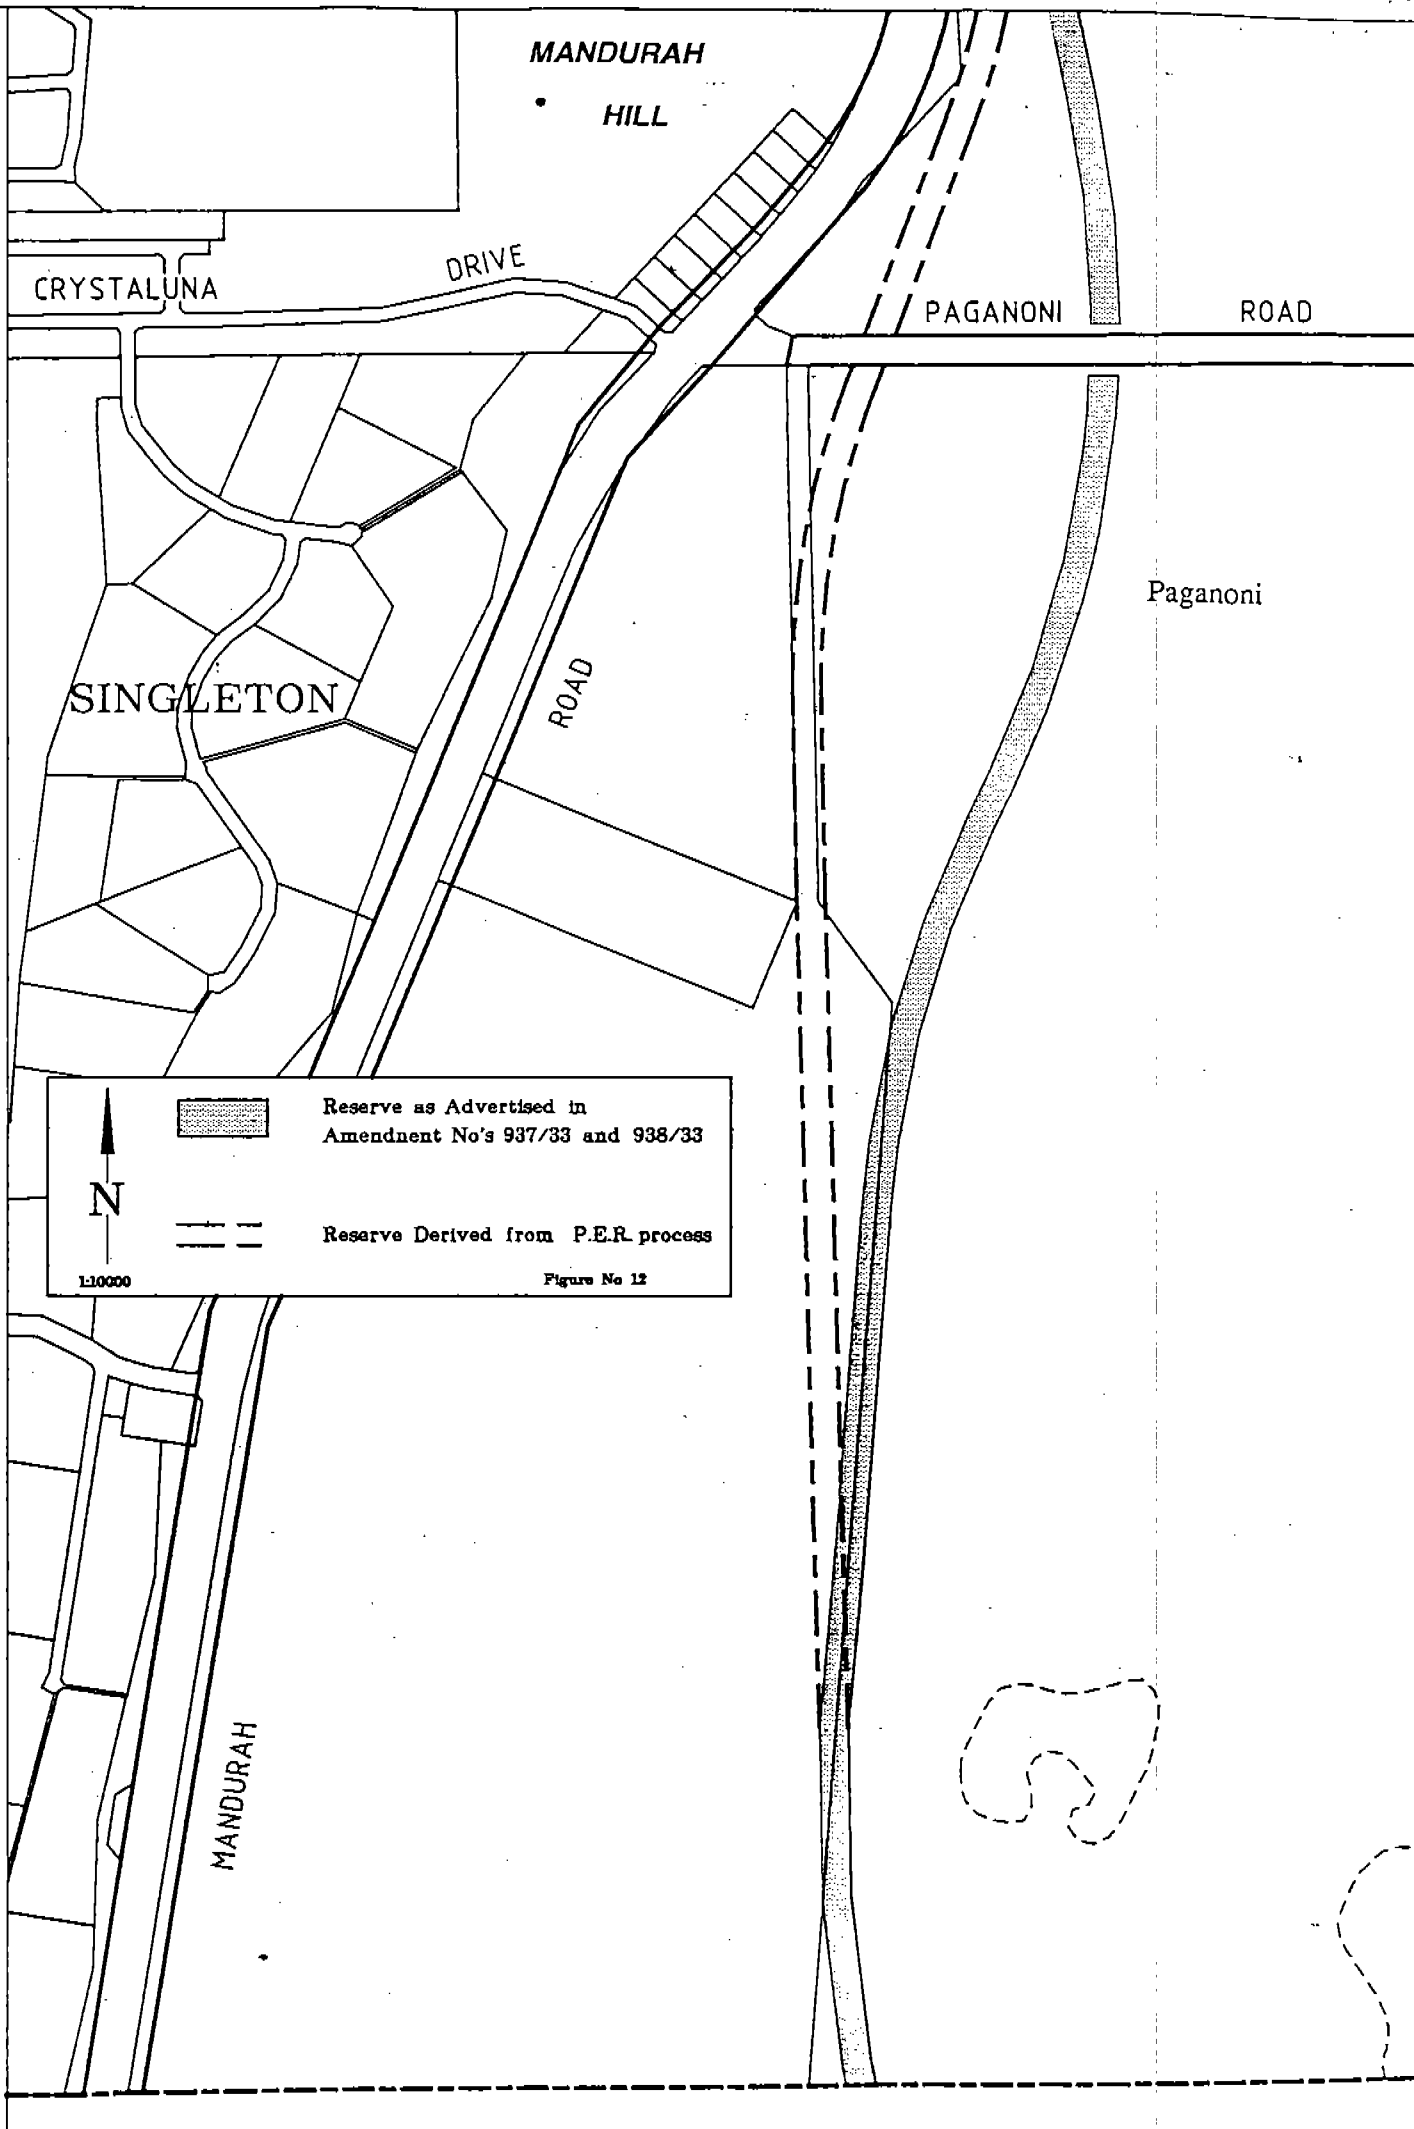 MANDURAH
HILL
DRIVE
CRYSTALUNA
PAGANONI ROAD
Paganoni
SINGLETON
ROAD
Reserve as Advertised in
Amendnent No's 937/33 and 938/33
N
Reserve Derived from P.E.R. process
1:10000
Figure No 12
MANDURAH